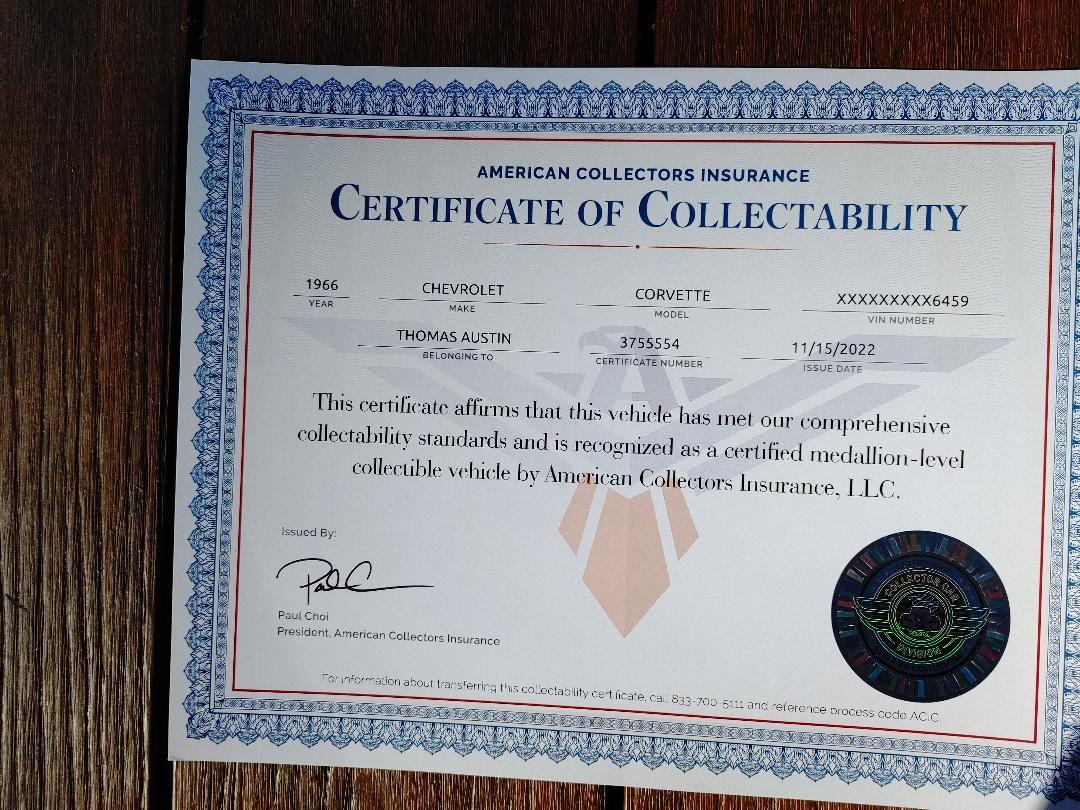 AMERICAN COLLECTORS INSURANCE
CERTIFICATE OF COLLECTABILITY
1966 CHEVROLET CORVETTE XXXXXXXXX6459
YEAR MAKE MODEL VIN NUMBER
THOMAS AUSTIN 3755554 11/15/2022
BELONGING TO CERTIFICATE NUMBER ISSUE DATE
This certificate affirms that this vehicle has met our comprehensive
collectability standards and is recognized as a certified medallion-level
collectible vehicle by American Collectors Insurance, LLC.
Issued By:
Paul Choi
President, American Collectors Insurance
COLLECTOR CAR
DIVISION
For information about transferring this collectability certificate, call 833-700-5111 and reference process code ACIC.